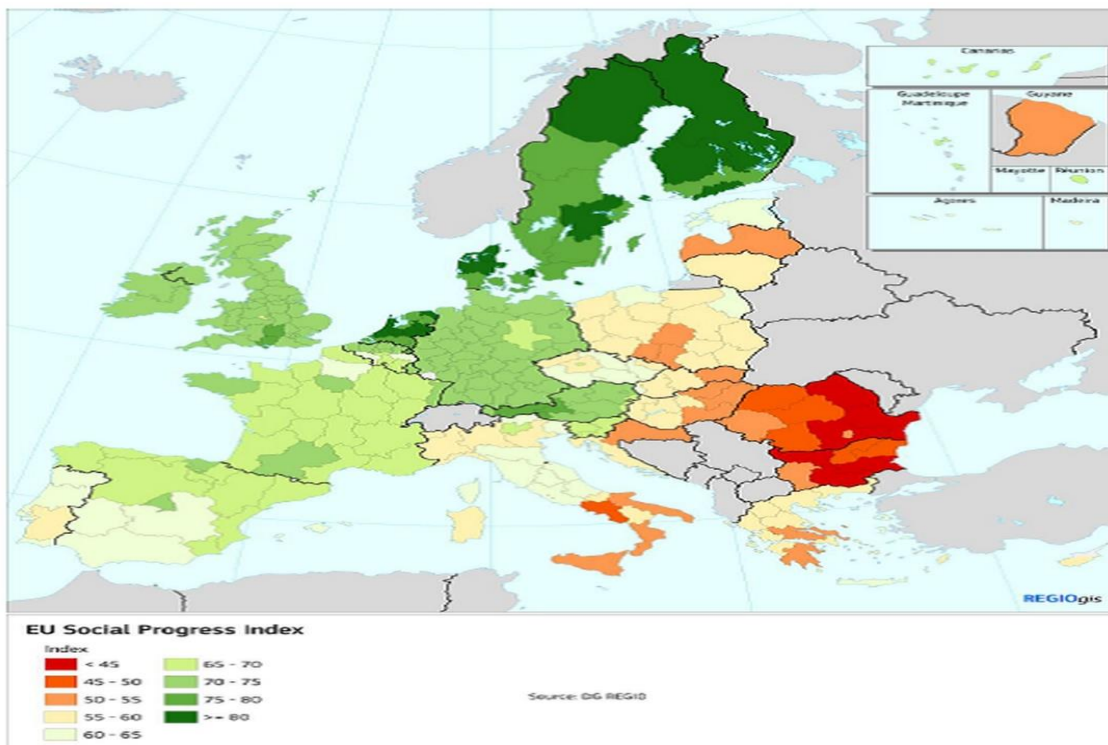 Canarias
Guadeloupe
Martinique
Guyane
Mayotte
Réunion
Açores
Madeira
REGIOgis
EU Social Progress Index
Index
< 45
45 - 50
50 - 55
55 - 60
60 - 65
65 - 70
70 - 75
75 - 80
>= 80
Source: DG REGIO